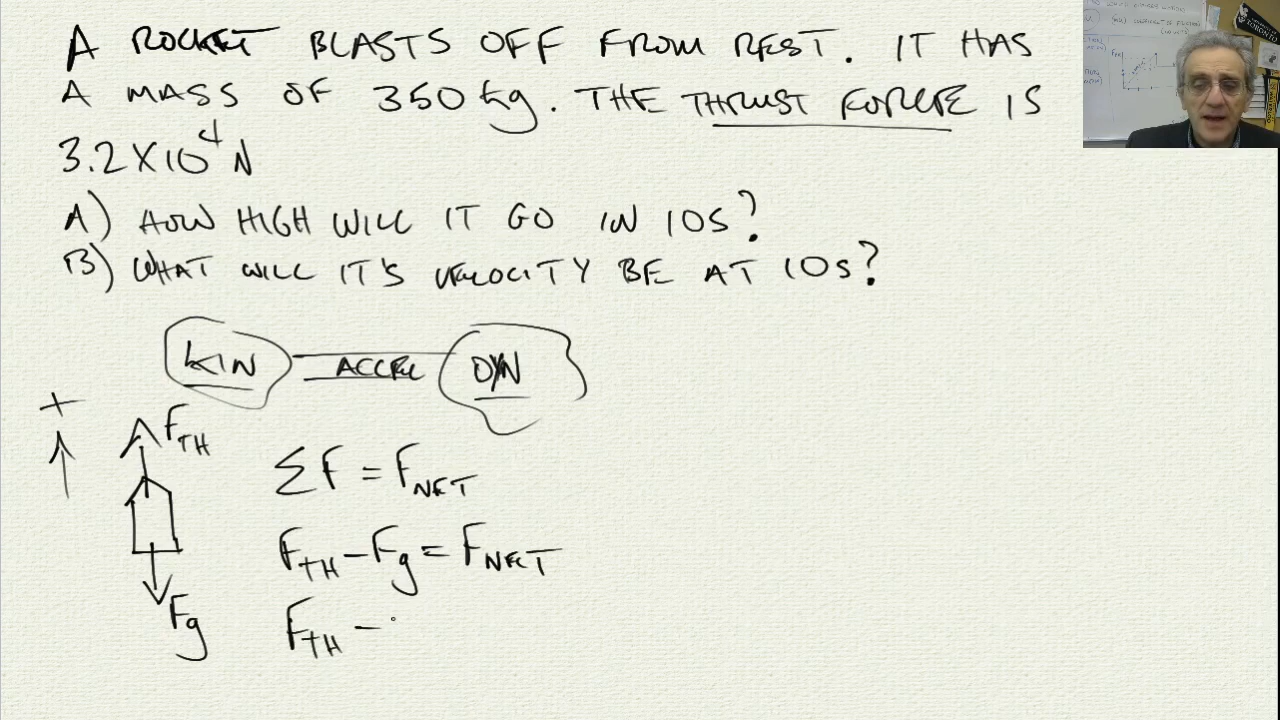 A ROCKET BLASTS OFF FROM REST. IT HAS
A MASS OF 350 kg. THE THRUST FORCE IS
3.2X10⁴ N
A) HOW HIGH WILL IT GO IN 10S?
B) WHAT WILL IT'S VELOCITY BE AT 10S?
KIN ACCEL DYN
+
F_TH
ΣF = F_NET
F_TH - F_g = F_NET
F_g
F_TH -
TORONTO